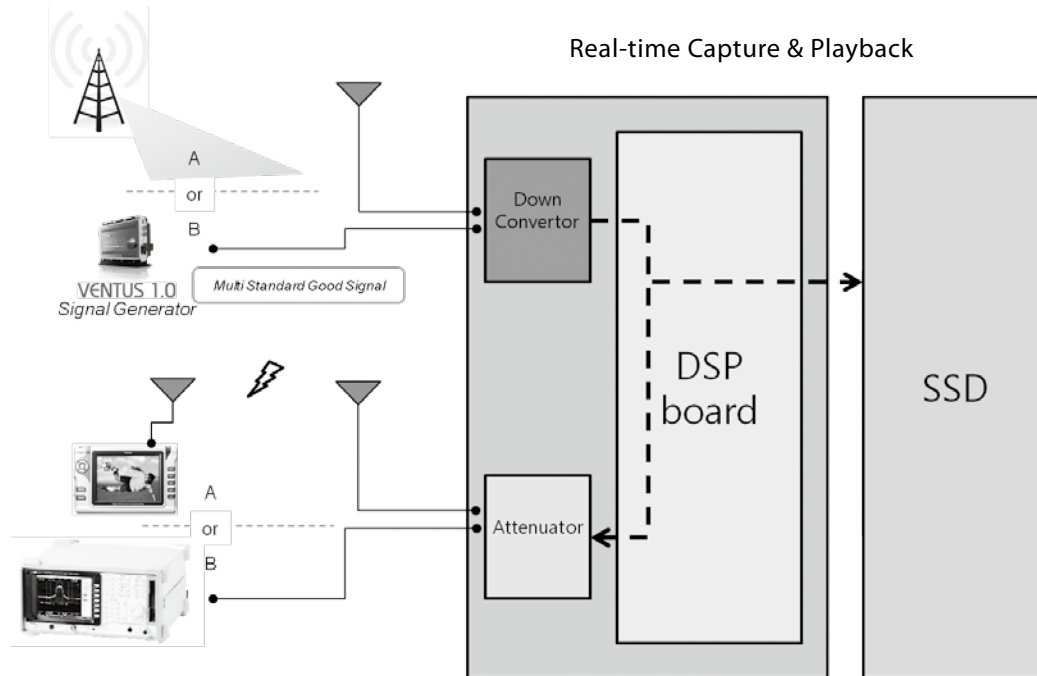 Real-time Capture & Playback
A
or
B
VENTUS 1.0
Signal Generator
Multi Standard Good Signal
Down
Convertor
DSP
board
SSD
A
or
B
Attenuator